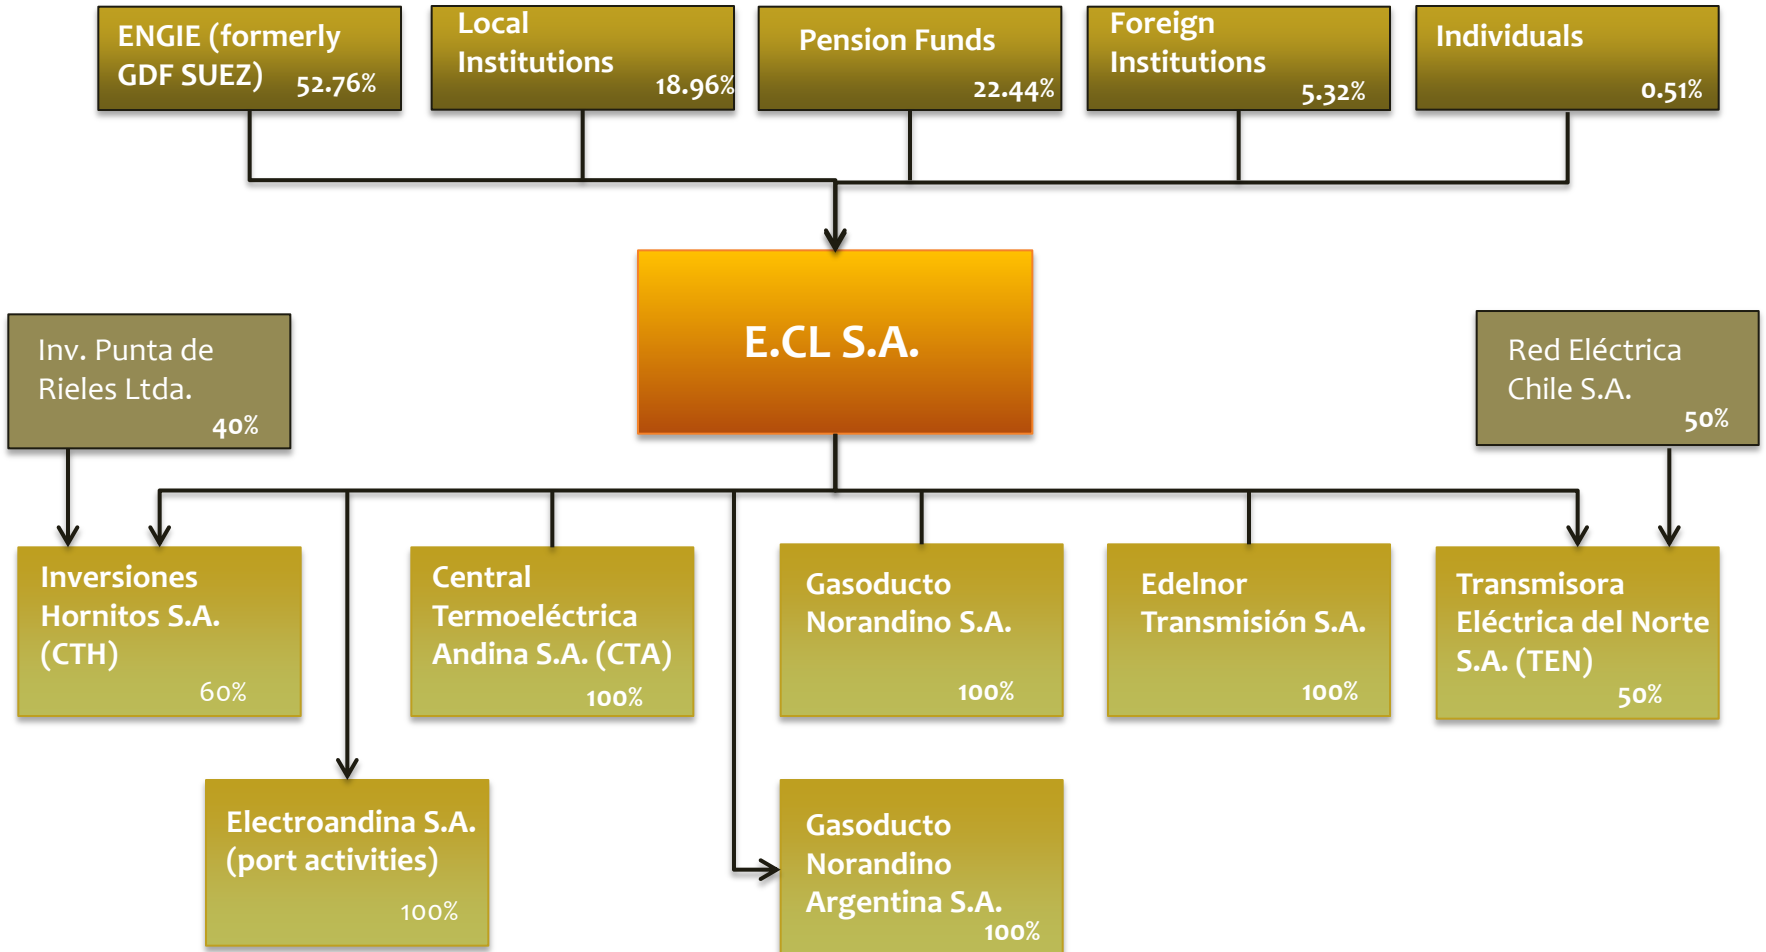 ENGIE (formerly
GDF SUEZ) 52.76%
Local
Institutions
18.96%
Pension Funds
22.44%
Foreign
Institutions
5.32%
Individuals
0.51%
E.CL S.A.
Inv. Punta de
Rieles Ltda.
40%
Red Eléctrica
Chile S.A.
50%
Inversiones
Hornitos S.A.
(CTH)
60%
Central
Termoeléctrica
Andina S.A. (CTA)
100%
Gasoducto
Norandino S.A.
100%
Edelnor
Transmisión S.A.
100%
Transmisora
Eléctrica del Norte
S.A. (TEN)
50%
Electroandina S.A.
(port activities)
100%
Gasoducto
Norandino
Argentina S.A.
100%